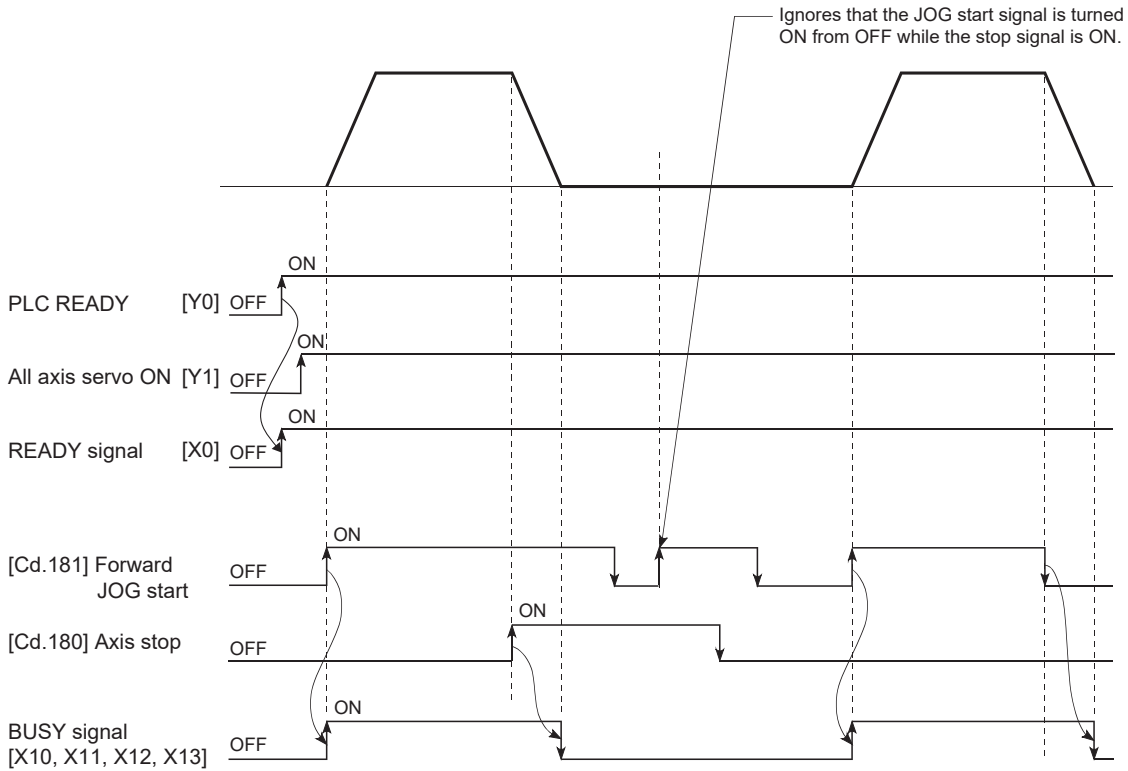 Ignores that the JOG start signal is turned
ON from OFF while the stop signal is ON.
ON
PLC READY [Y0] OFF
ON
All axis servo ON [Y1] OFF
ON
READY signal [X0] OFF
ON
[Cd.181] Forward
JOG start
OFF
ON
[Cd.180] Axis stop OFF
ON
BUSY signal
[X10, X11, X12, X13]
OFF